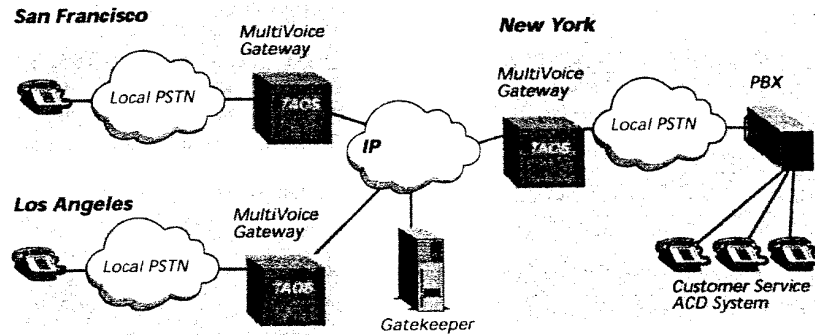 San Francisco
MultiVoice
Gateway
Local PSTN
TAOS
New York
MultiVoice
Gateway
PBX
IP
TAOS
Local PSTN
Los Angeles
MultiVoice
Gateway
Local PSTN
TAOS
Gatekeeper
Customer Service
ACD System